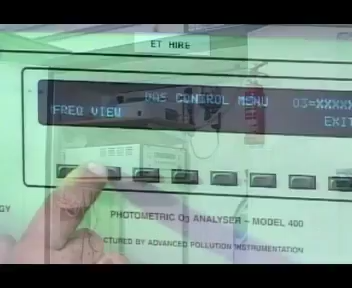 ET HIRE
DAS CONTROL MENU O3=XXXXX
FREQ VIEW EXIT
GY
PHOTOMETRIC O3 ANALYSER – MODEL 400
CTURED BY ADVANCED POLLUTION INSTRUMENTATION